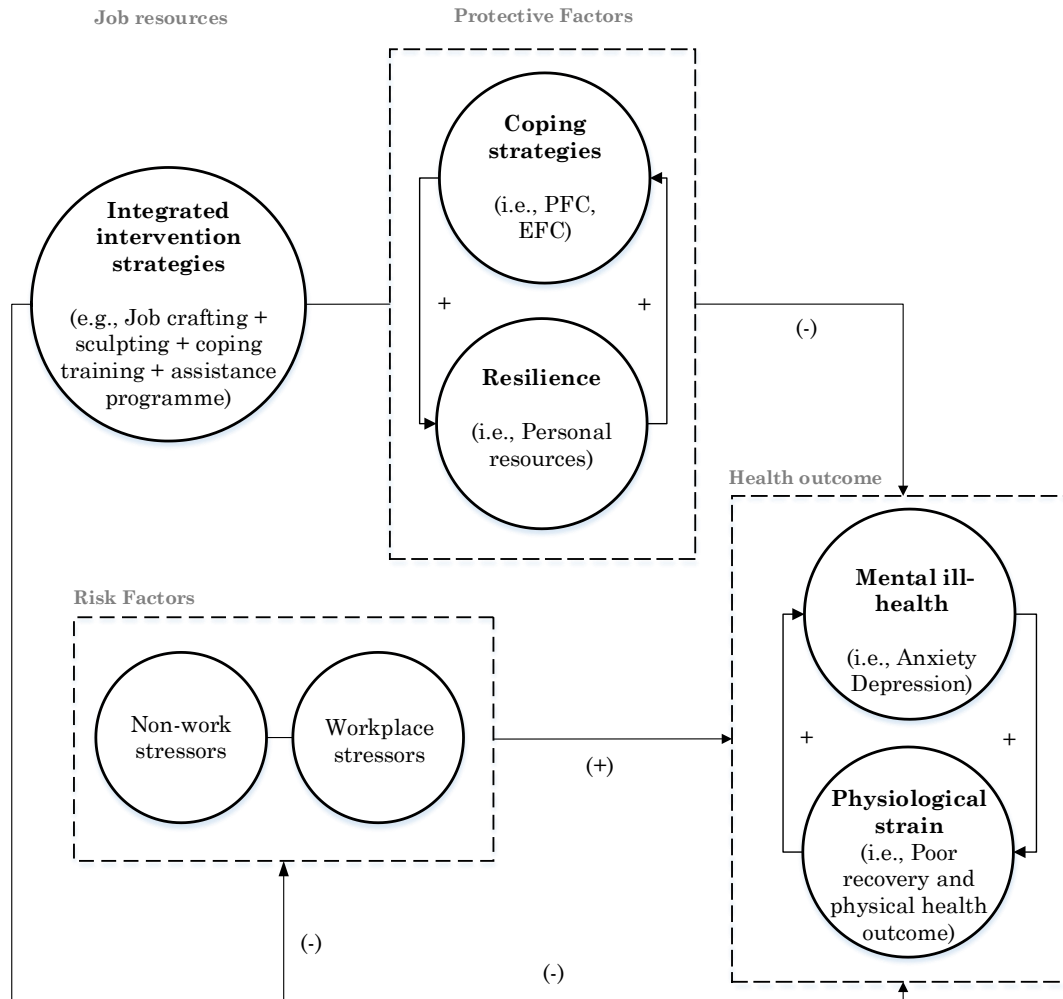 Job resources
Protective Factors
Integrated
intervention
strategies
(e.g., Job crafting +
sculpting + coping
training + assistance
programme)
Coping
strategies
(i.e., PFC,
EFC)
+
+
Resilience
(i.e., Personal
resources)
(-)
Health outcome
Mental ill-
health
(i.e., Anxiety
Depression)
+
+
Physiological
strain
(i.e., Poor
recovery and
physical health
outcome)
Risk Factors
Non-work
stressors
Workplace
stressors
(+)
(-)
(-)